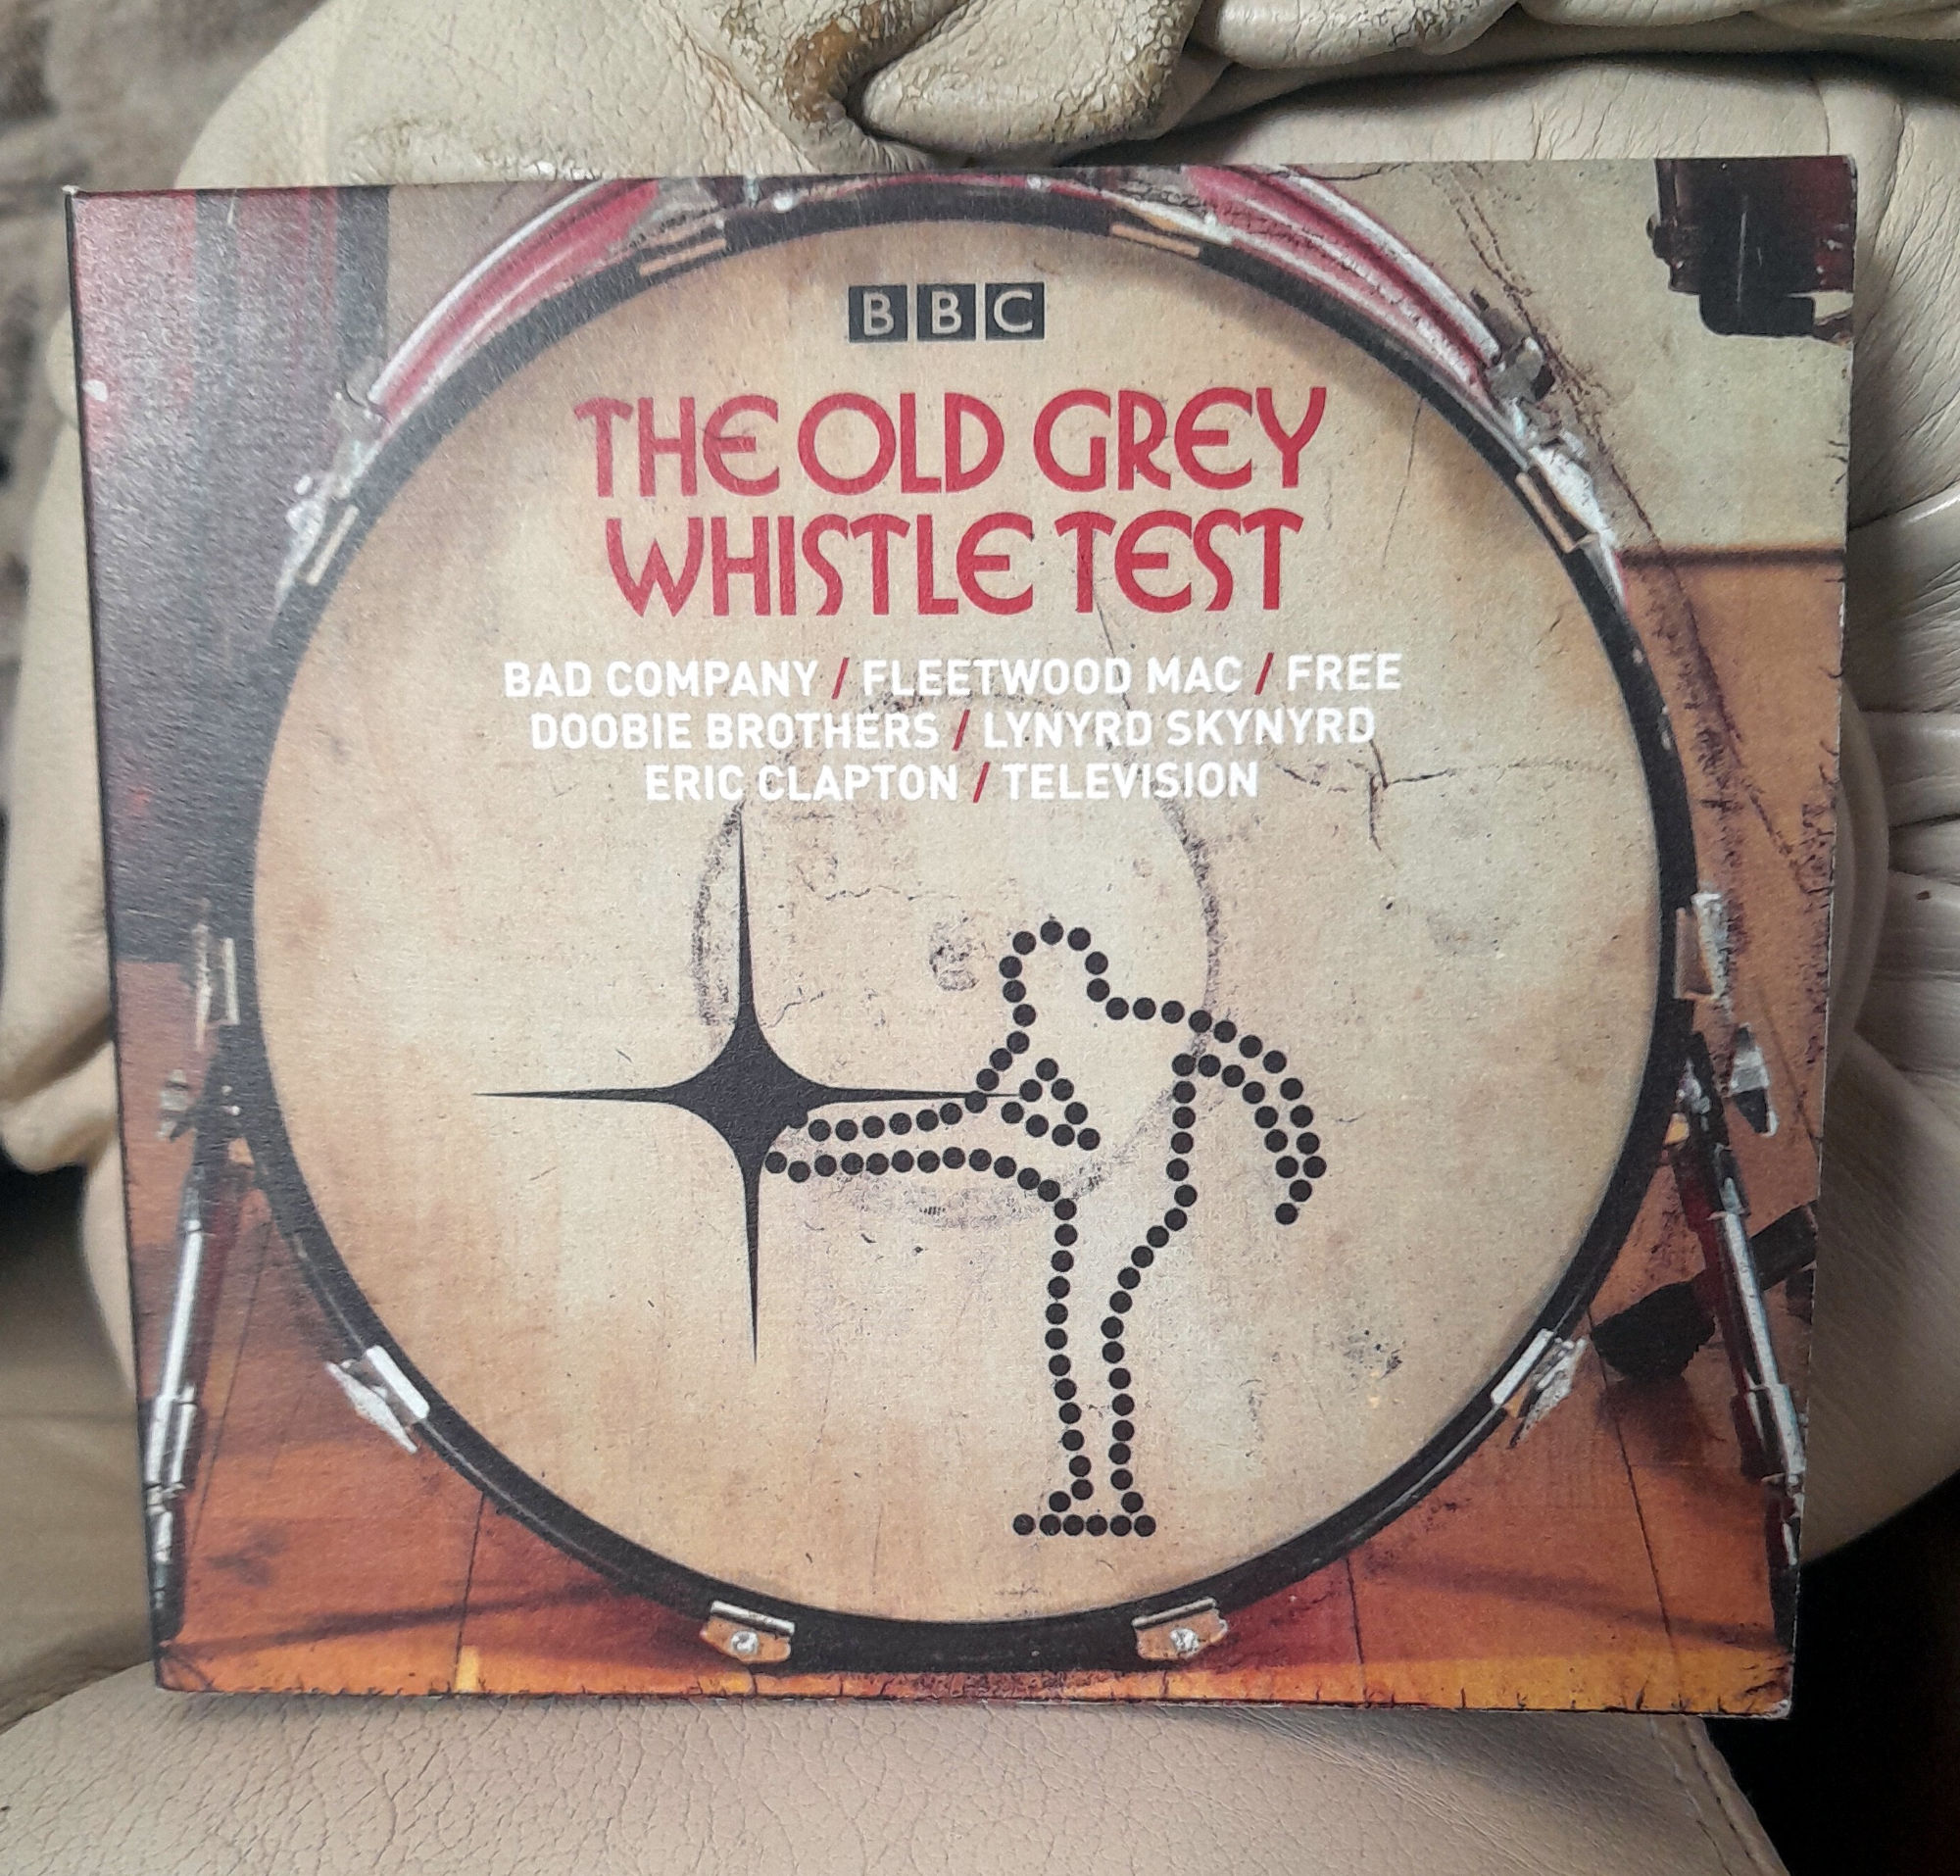 BBC
THE OLD GREY
WHISTLE TEST
BAD COMPANY / FLEETWOOD MAC / FREE
DOOBIE BROTHERS / LYNYRD SKYNYRD
ERIC CLAPTON / TELEVISION